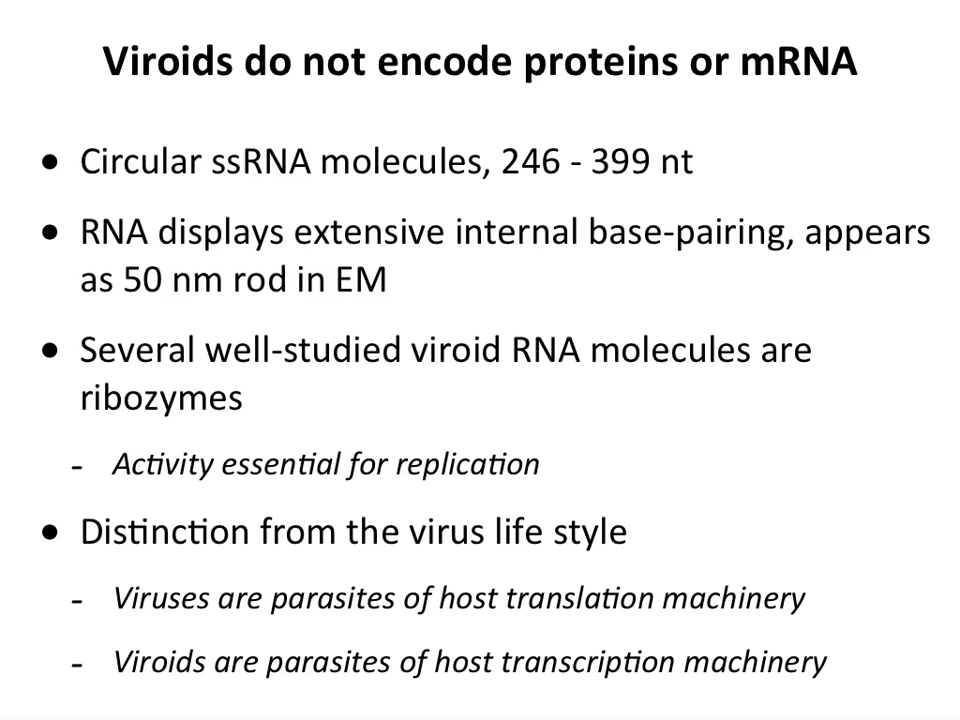 Viroids do not encode proteins or mRNA
• Circular ssRNA molecules, 246 - 399 nt
• RNA displays extensive internal base-pairing, appears
as 50 nm rod in EM
• Several well-studied viroid RNA molecules are
ribozymes
- Activity essential for replication
• Distinction from the virus life style
- Viruses are parasites of host translation machinery
- Viroids are parasites of host transcription machinery